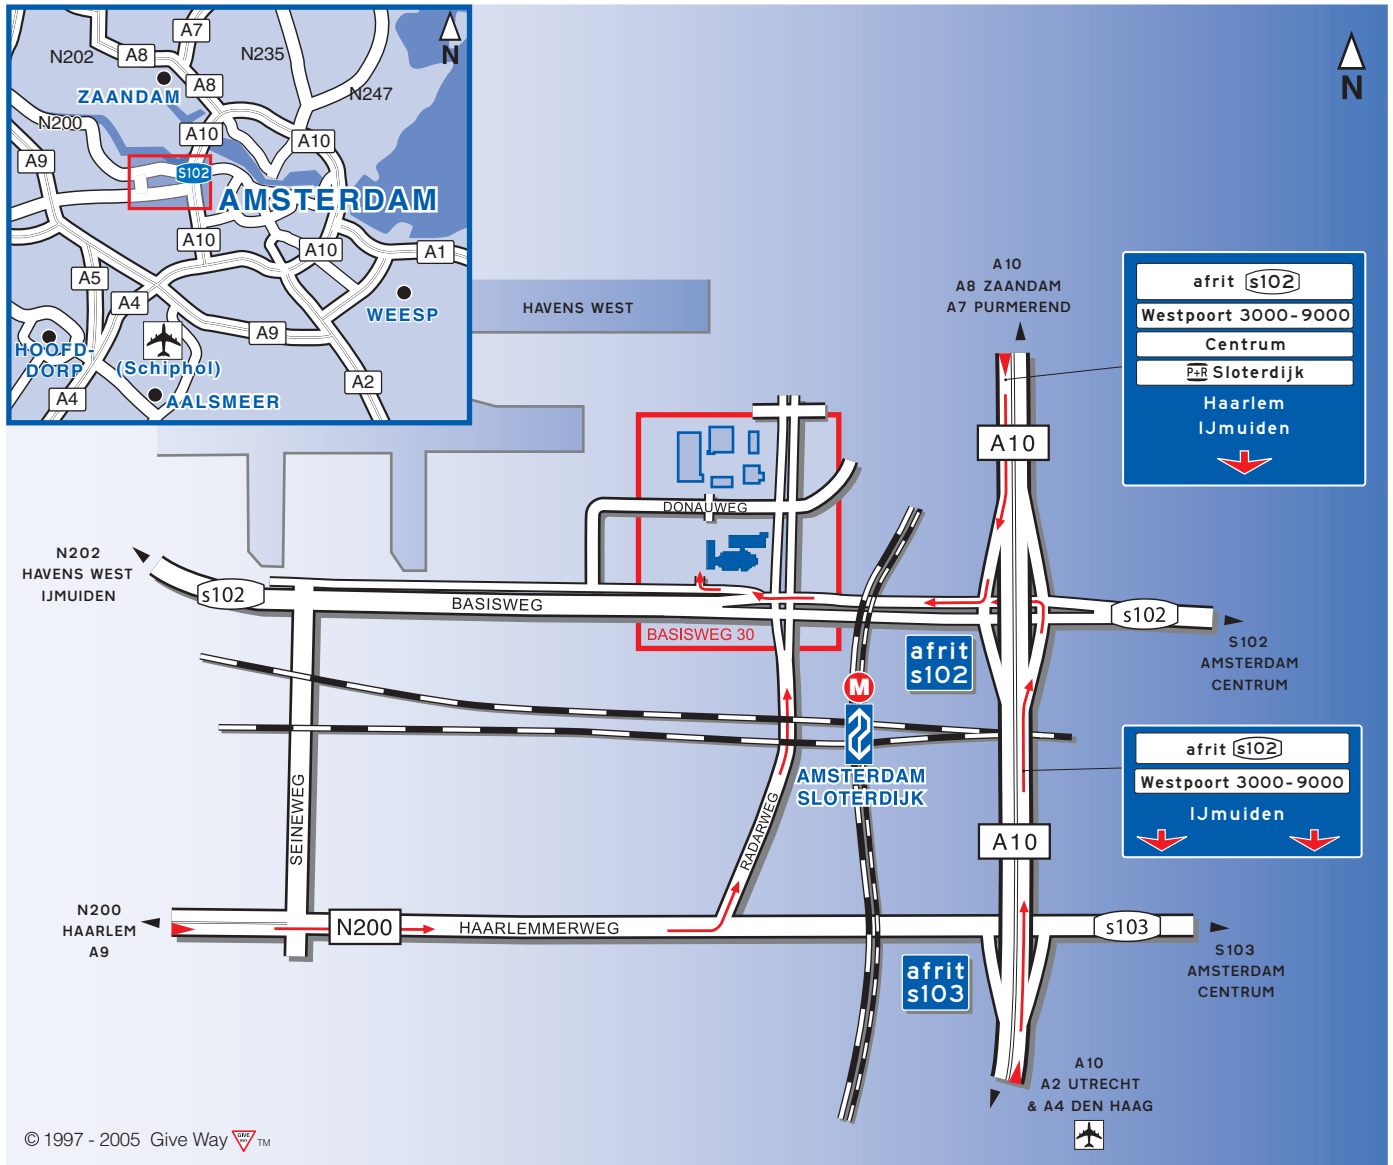 N
A7
N202
A8
N235
A8
ZAANDAM
N247
N200
A10
A10
A9
S102
AMSTERDAM
A10
A10
A1
A5
A4
WEESP
A9
HOOFD-
DORP
(Schiphol)
A2
A4
AALSMEER
N
HAVENS WEST
A10
A8 ZAANDAM
A7 PURMEREND
afrit s102
Westpoort 3000-9000
Centrum
P+R Sloterdijk
Haarlem
IJmuiden
A10
DONAUWEG
N202
HAVENS WEST
IJMUIDEN
s102
BASISWEG
s102
BASISWEG 30
afrit
s102
S102
AMSTERDAM
CENTRUM
M
AMSTERDAM
SLOTERDIJK
afrit s102
Westpoort 3000-9000
IJmuiden
SEINEWEG
RADARWEG
A10
N200
HAARLEM
A9
N200
HAARLEMMERWEG
s103
afrit
s103
S103
AMSTERDAM
CENTRUM
A10
A2 UTRECHT
& A4 DEN HAAG
© 1997 - 2005 Give Way GIVE WAY TM